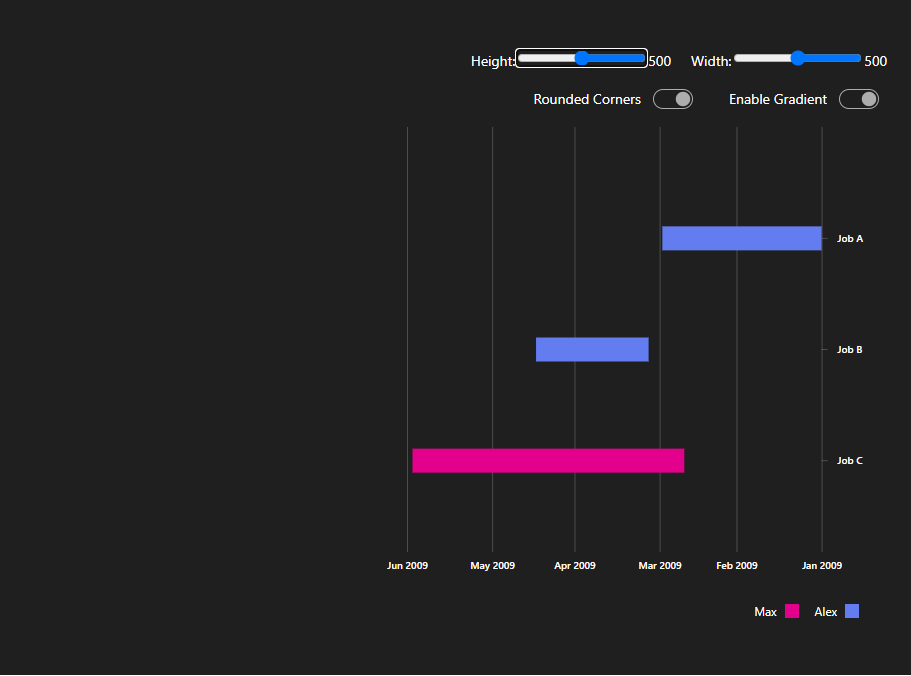 Height: 500 Width: 500
Rounded Corners Enable Gradient
Job A
Job B
Job C
Jun 2009 May 2009 Apr 2009 Mar 2009 Feb 2009 Jan 2009
Max Alex